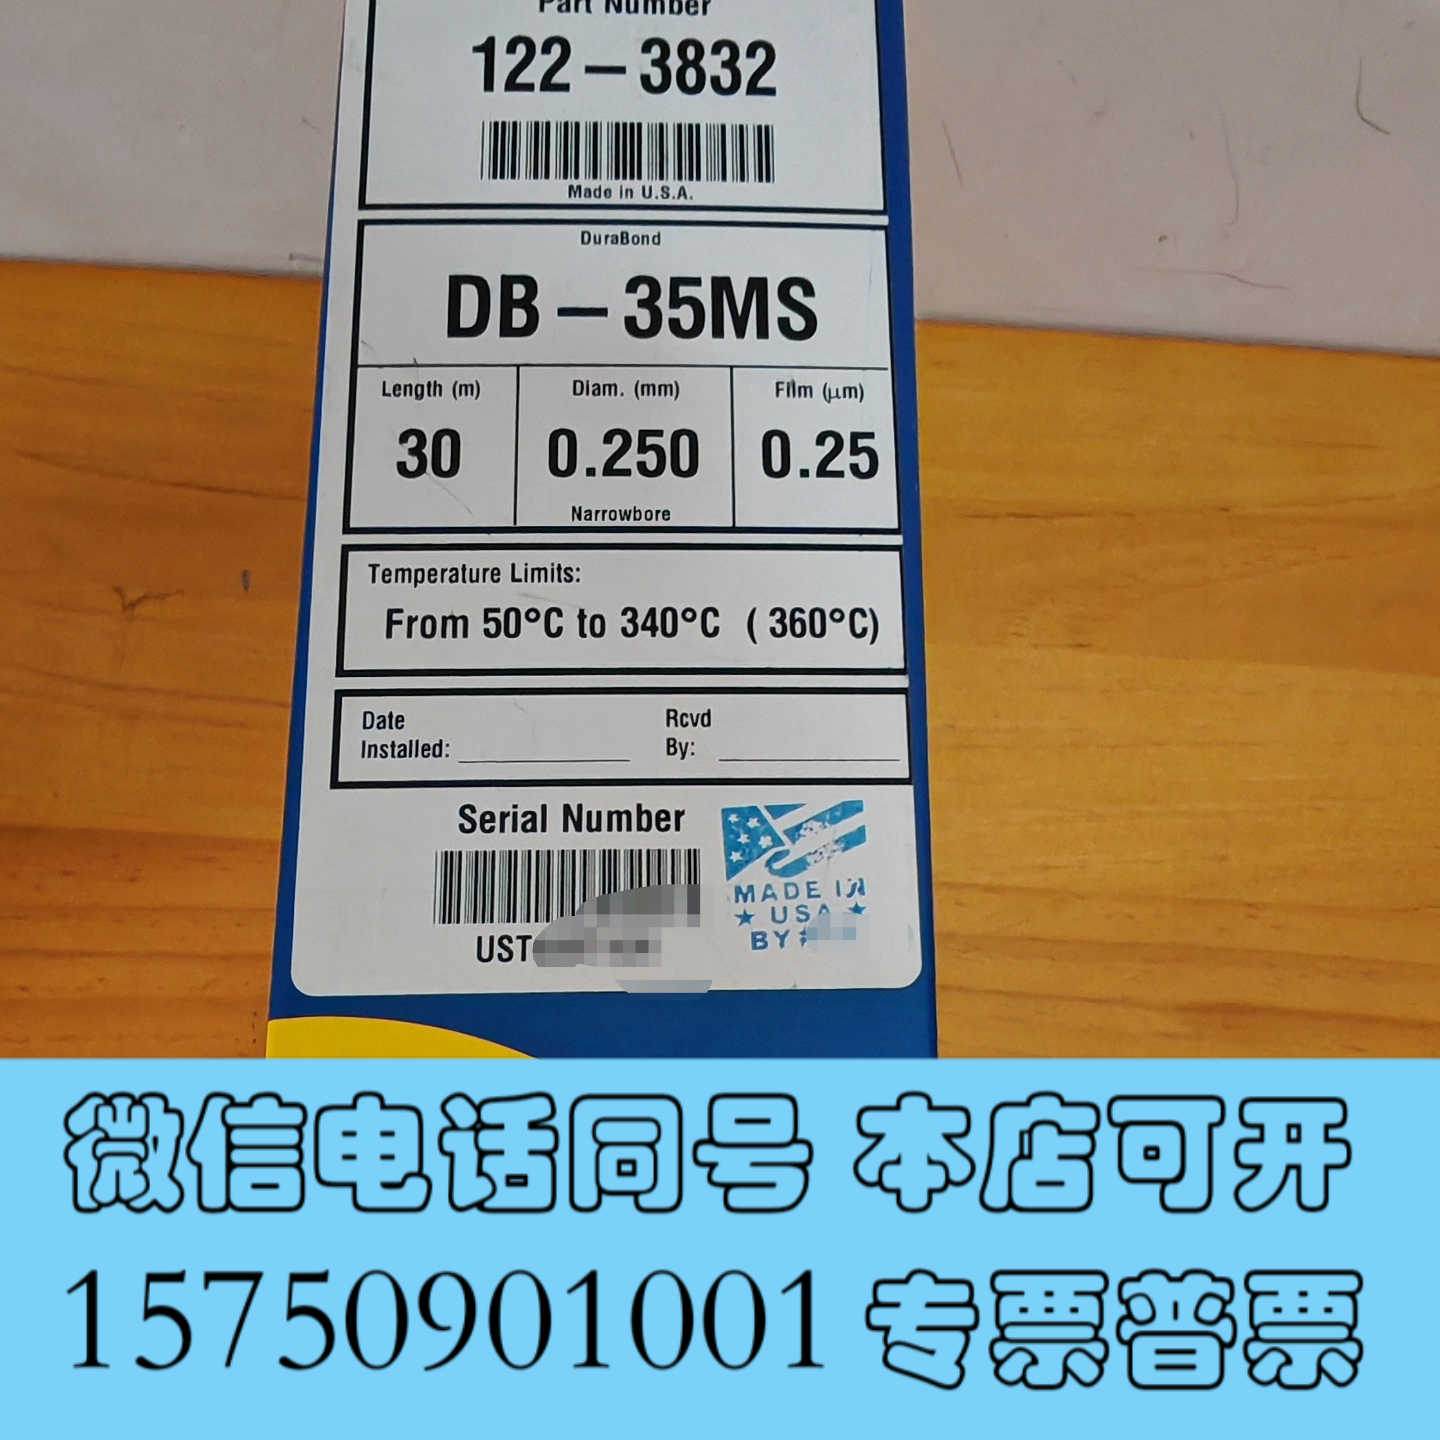 Part Number
122-3832
Made in U.S.A.
DuraBond
DB-35MS
Length (m) Diam. (mm) Film (μm)
30 0.250 0.25
Narrowbore
Temperature Limits:
From 50°C to 340°C (360°C)
Date Installed: Rcvd By:
Serial Number
UST
MADE IN
USA
BY #
微信电话同号 本店可开
15750901001 专票普票